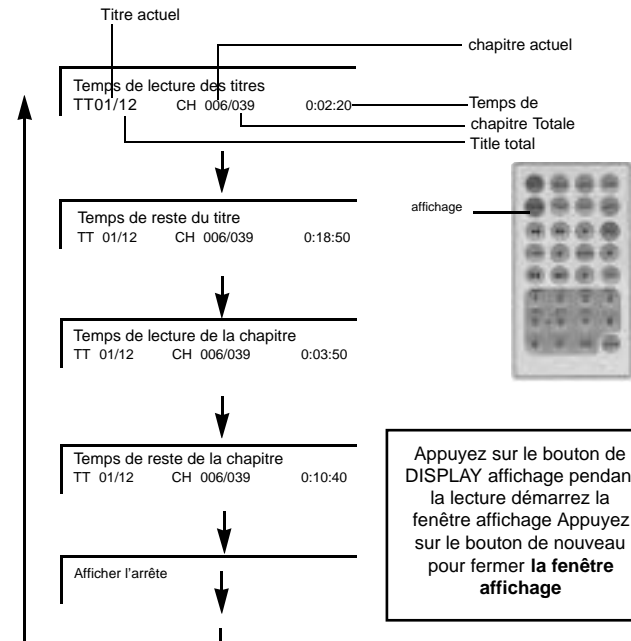 Titre actuel
chapitre actuel
Temps de lecture des titres
TT01/12 CH 006/039 0:02:20
Temps de
chapitre Totale
Title total
affichage
Temps de reste du titre
TT 01/12 CH 006/039 0:18:50
Temps de lecture de la chapitre
TT 01/12 CH 006/039 0:03:50
Temps de reste de la chapitre
TT 01/12 CH 006/039 0:10:40
Afficher l'arrête
Appuyez sur le bouton de
DISPLAY affichage pendan
la lecture démarrez la
fenêtre affichage Appuyez
sur le bouton de nouveau
pour fermer la fenêtre
affichage